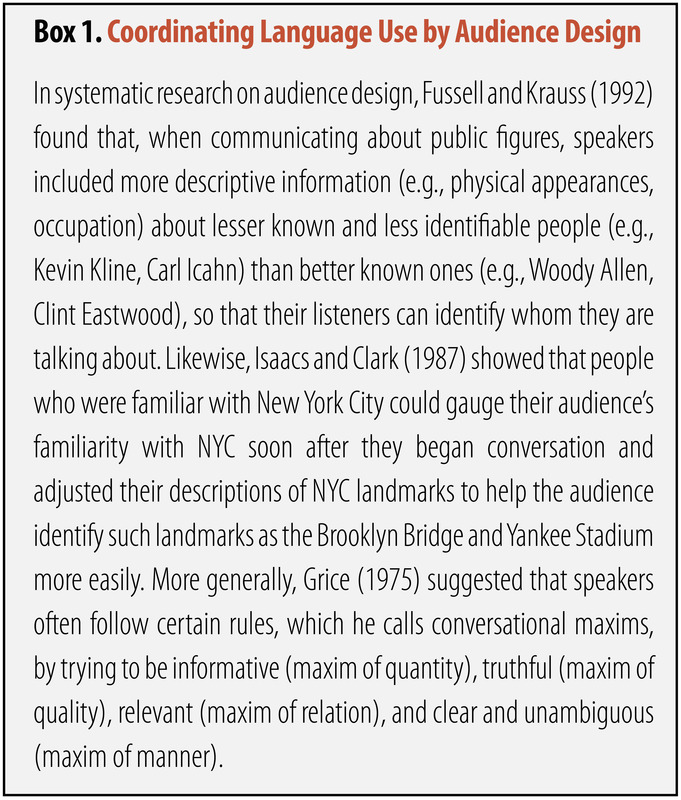 Box 1. Coordinating Language Use by Audience Design
In systematic research on audience design, Fussell and Krauss (1992)
found that, when communicating about public figures, speakers
included more descriptive information (e.g., physical appearances,
occupation) about lesser known and less identifiable people (e.g.,
Kevin Kline, Carl Icahn) than better known ones (e.g., Woody Allen,
Clint Eastwood), so that their listeners can identify whom they are
talking about. Likewise, Isaacs and Clark (1987) showed that people
who were familiar with New York City could gauge their audience's
familiarity with NYC soon after they began conversation and
adjusted their descriptions of NYC landmarks to help the audience
identify such landmarks as the Brooklyn Bridge and Yankee Stadium
more easily. More generally, Grice (1975) suggested that speakers
often follow certain rules, which he calls conversational maxims,
by trying to be informative (maxim of quantity), truthful (maxim of
quality), relevant (maxim of relation), and clear and unambiguous
(maxim of manner).